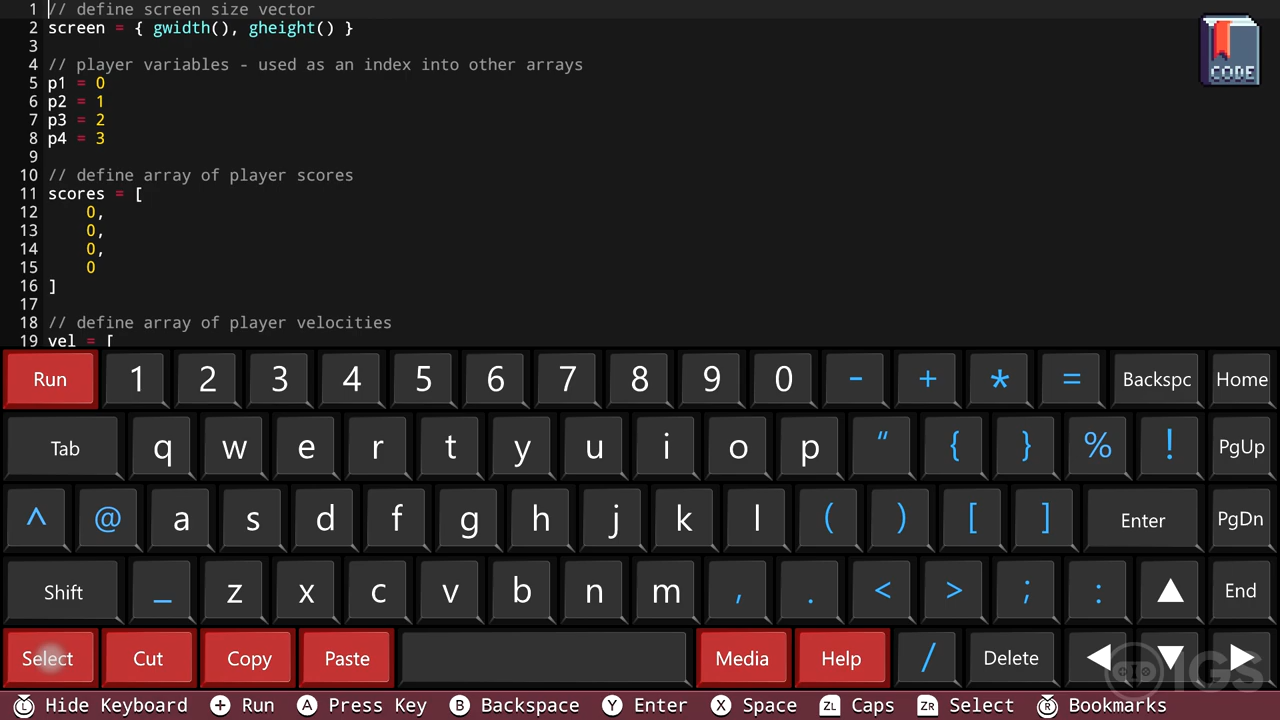 1 // define screen size vector
2 screen = { gwidth(), gheight() }
3
4 // player variables - used as an index into other arrays
5 p1 = 0
6 p2 = 1
7 p3 = 2
8 p4 = 3
9
10 // define array of player scores
11 scores = [
12 0,
13 0,
14 0,
15 0
16 ]
17
18 // define array of player velocities
19 vel = [
CODE
Run 1 2 3 4 5 6 7 8 9 0 - + * = Backspc Home
Tab q w e r t y u i o p “ { } % ! PgUp
^ @ a s d f g h j k l ( ) [ ] Enter PgDn
Shift _ z x c v b n m , . < > ; : ▲ End
Select Cut Copy Paste Media Help / Delete ◀ ▼ ▶
IGS
Hide Keyboard + Run A Press Key B Backspace Y Enter X Space ZL Caps ZR Select R Bookmarks